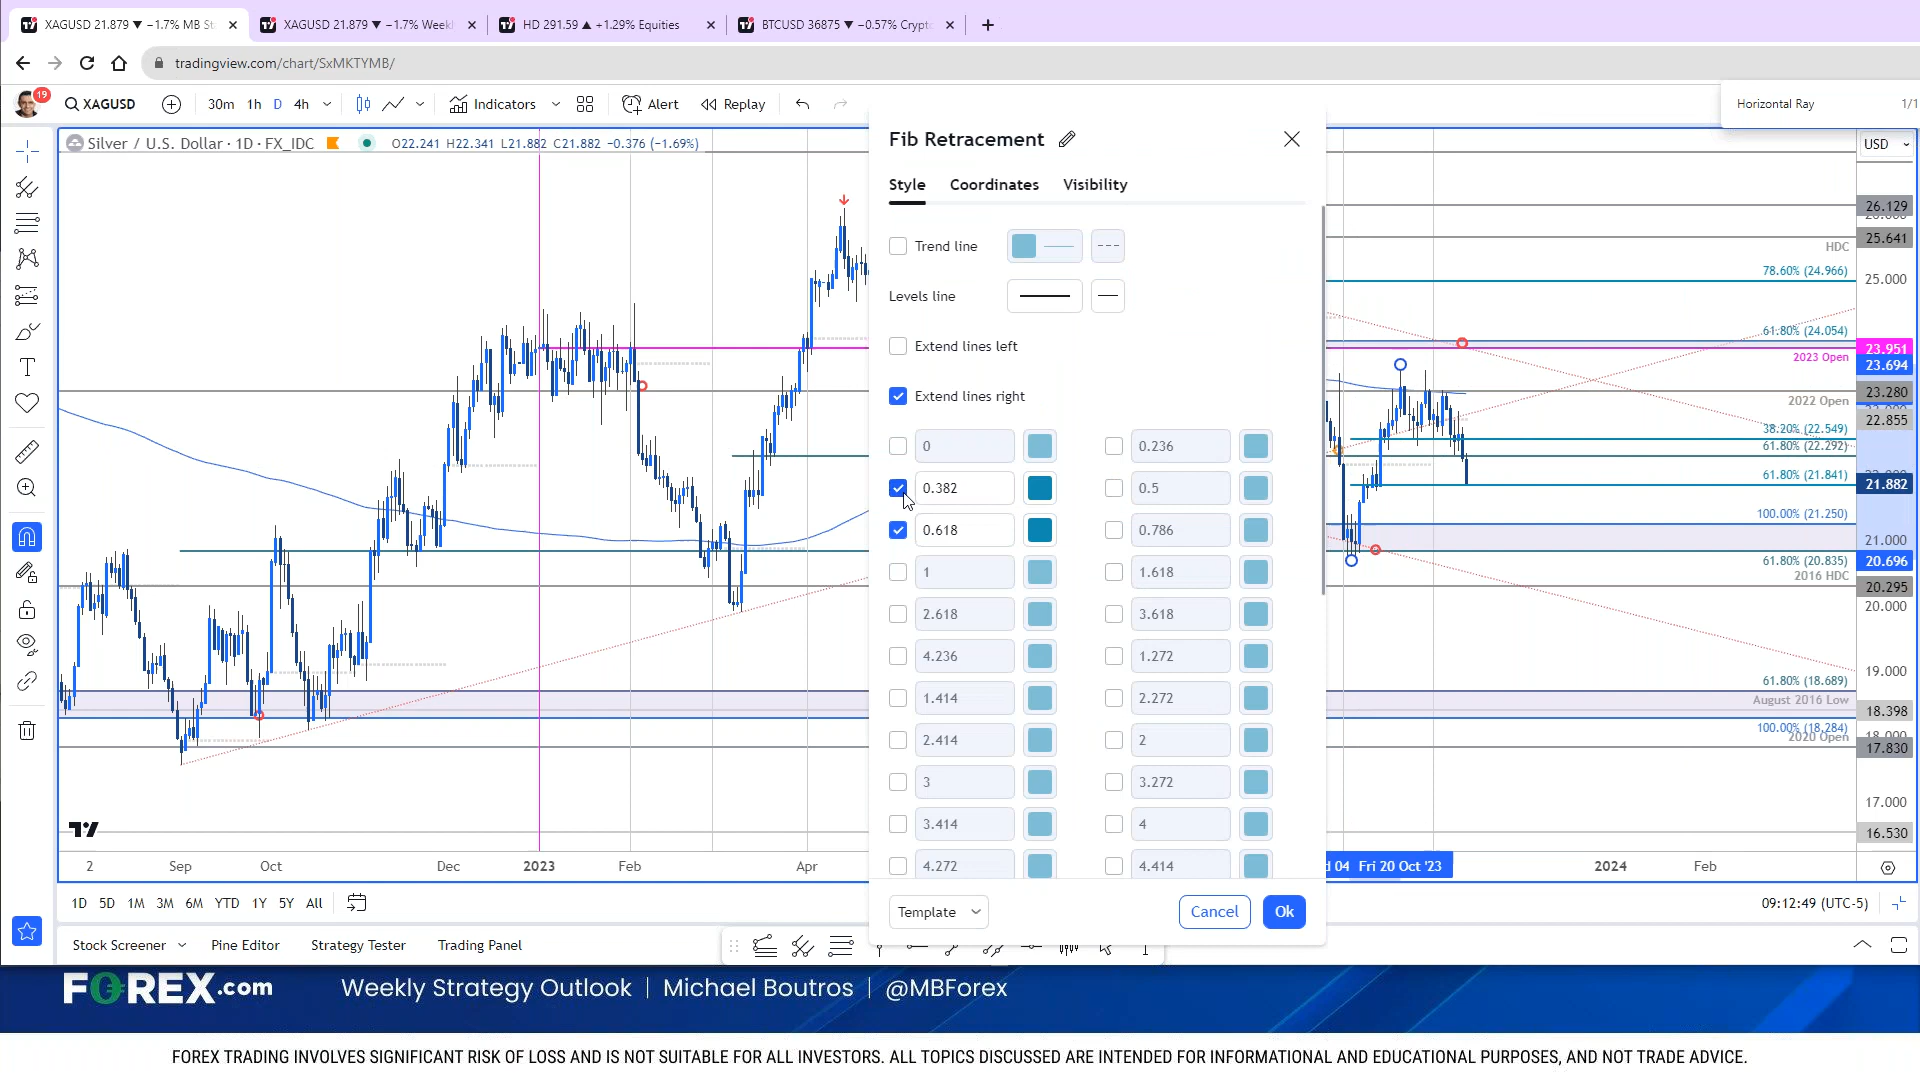 XAGUSD 21.879 ▼ −1.7% MB St
XAGUSD 21.879 ▼ −1.7% Week
HD 291.59 ▲ +1.29% Equities
BTCUSD 36875 ▼ −0.57% Crypt
tradingview.com/chart/SxMKTYMB/
19
XAGUSD
30m 1h D 4h
Indicators
Alert
Replay
Horizontal Ray 1/1
Silver / U.S. Dollar · 1D · FX_IDC
O22.241 H22.341 L21.882 C21.882 −0.376 (−1.69%)
USD
Fib Retracement
Style Coordinates Visibility
Trend line
Levels line
Extend lines left
Extend lines right
0 0.236
0.382 0.5
0.618 0.786
1 1.618
2.618 3.618
4.236 1.272
1.414 2.272
2.414 2
3 3.272
3.414 4
4.272 4.414
Template
Cancel Ok
26.129
25.641
HDC
78.60% (24.966)
25.000
61.80% (24.054)
23.951
2023 Open
23.694
23.280
2022 Open
22.855
38.20% (22.549)
61.80% (22.292)
61.80% (21.841)
21.882
100.00% (21.250)
21.000
61.80% (20.835)
20.696
2016 HDC
20.295
20.000
19.000
61.80% (18.689)
August 2016 Low
18.398
100.00% (18.284)
18.000
2020 Open
17.830
17.000
16.530
2 Sep Oct Dec 2023 Feb Apr
04 Fri 20 Oct '23
2024 Feb
1D 5D 1M 3M 6M YTD 1Y 5Y All
09:12:49 (UTC-5)
Stock Screener Pine Editor Strategy Tester Trading Panel
FOREX.com
Weekly Strategy Outlook | Michael Boutros | @MBForex
FOREX TRADING INVOLVES SIGNIFICANT RISK OF LOSS AND IS NOT SUITABLE FOR ALL INVESTORS. ALL TOPICS DISCUSSED ARE INTENDED FOR INFORMATIONAL AND EDUCATIONAL PURPOSES, AND NOT TRADE ADVICE.